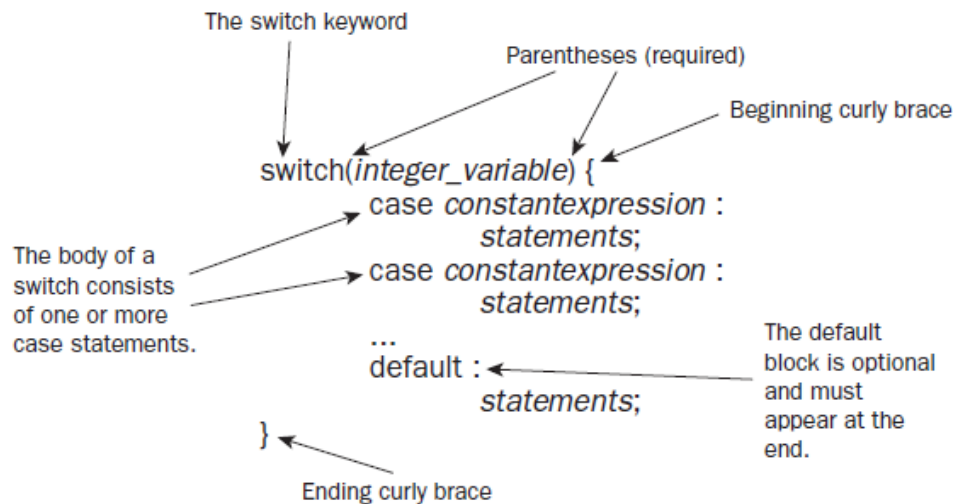 The switch keyword
Parentheses (required)
Beginning curly brace
switch(integer_variable) {
case constantexpression :
statements;
case constantexpression :
statements;
...
default :
statements;
}
The body of a
switch consists
of one or more
case statements.
The default
block is optional
and must
appear at the
end.
Ending curly brace